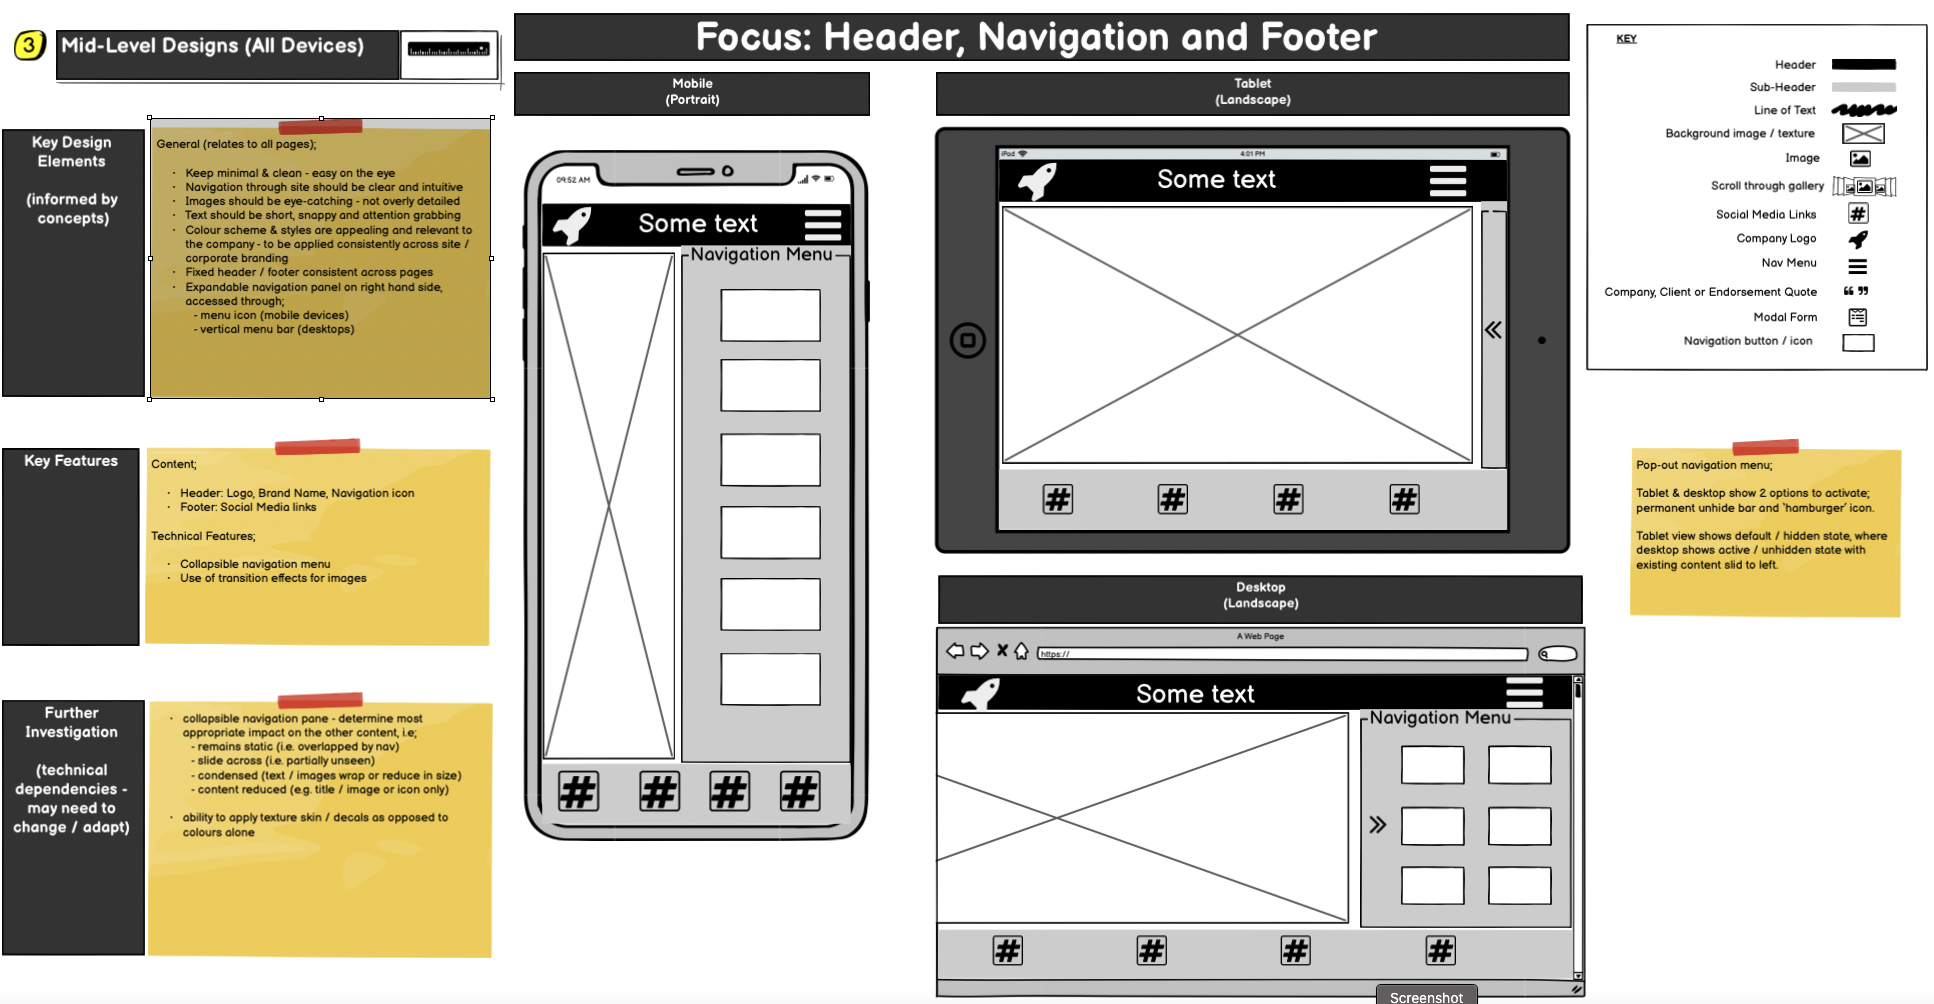 3
Mid-Level Designs (All Devices)
Focus: Header, Navigation and Footer
Key Design
Elements
(informed by
concepts)
General (relates to all pages);
· Keep minimal & clean - easy on the eye
· Navigation through site should be clear and intuitive
· Images should be eye-catching - not overly detailed
· Text should be short, snappy and attention grabbing
· Colour scheme & styles are appealing and relevant to
the company - to be applied consistently across site /
corporate branding
· Fixed header / footer consistent across pages
· Expandable navigation panel on right hand side,
accessed through;
- menu icon (mobile devices)
- vertical menu bar (desktops)
Key Features
Content;
· Header: Logo, Brand Name, Navigation icon
· Footer: Social Media links
Technical Features;
· Collapsible navigation menu
· Use of transition effects for images
Further
Investigation
(technical
dependencies -
may need to
change / adapt)
· collapsible navigation pane - determine most
appropriate impact on the other content, i.e;
- remains static (i.e. overlapped by nav)
- slide across (i.e. partially unseen)
- condensed (text / images wrap or reduce in size)
- content reduced (e.g. title / image or icon only)
· ability to apply texture skin / decals as opposed to
colours alone
Mobile
(Portrait)
09:52 AM
Some text
Navigation Menu
# # # #
Tablet
(Landscape)
iPad
4:01 PM
Some text
«
# # # #
Desktop
(Landscape)
A Web Page
https://
Some text
Navigation Menu
»
# # # #
KEY
Header
Sub-Header
Line of Text
Background image / texture
Image
Scroll through gallery
Social Media Links #
Company Logo
Nav Menu
Company, Client or Endorsement Quote “ ”
Modal Form
Navigation button / icon
Pop-out navigation menu;
Tablet & desktop show 2 options to activate;
permanent unhide bar and 'hamburger' icon.
Tablet view shows default / hidden state, where
desktop shows active / unhidden state with
existing content slid to left.
Screenshot